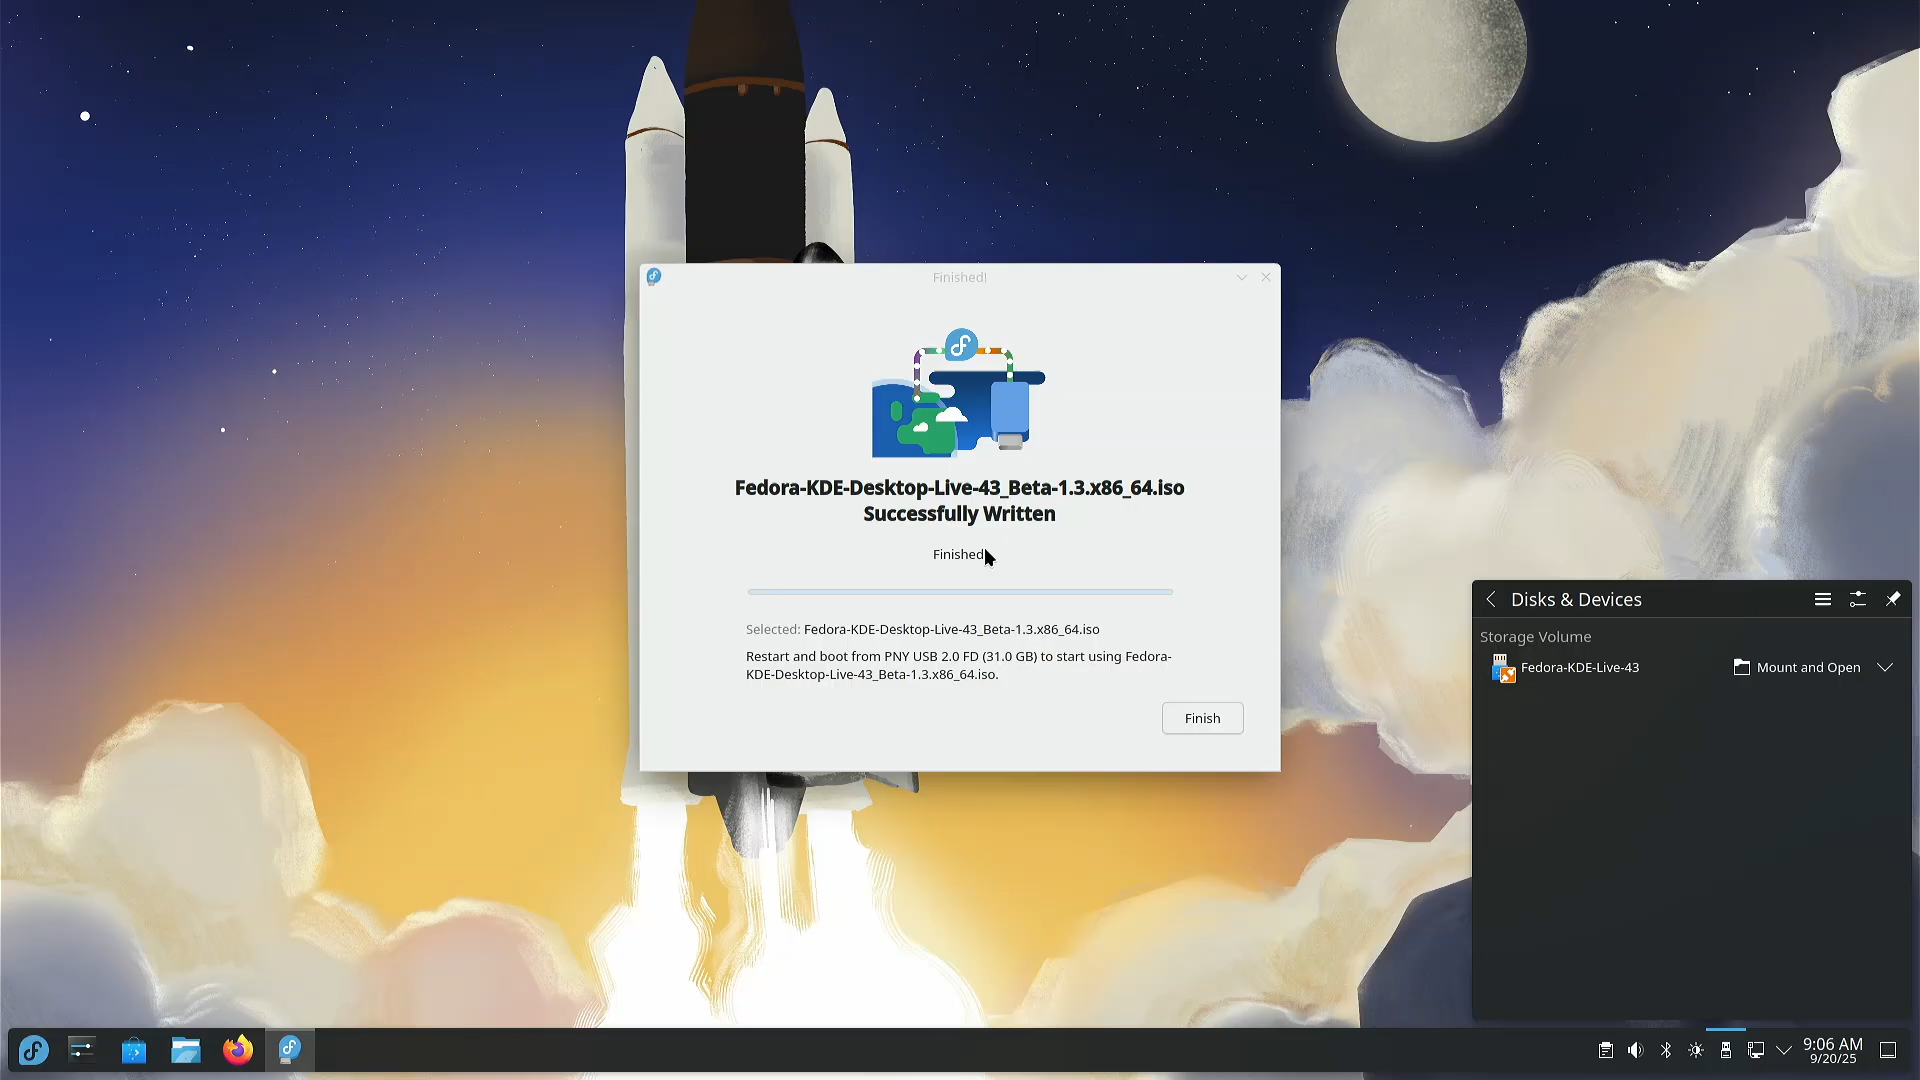 Finished!
Fedora-KDE-Desktop-Live-43_Beta-1.3.x86_64.iso
Successfully Written
Finished
Selected: Fedora-KDE-Desktop-Live-43_Beta-1.3.x86_64.iso
Restart and boot from PNY USB 2.0 FD (31.0 GB) to start using Fedora-
KDE-Desktop-Live-43_Beta-1.3.x86_64.iso.
Finish
Disks & Devices
Storage Volume
Fedora-KDE-Live-43
Mount and Open
9:06 AM
9/20/25